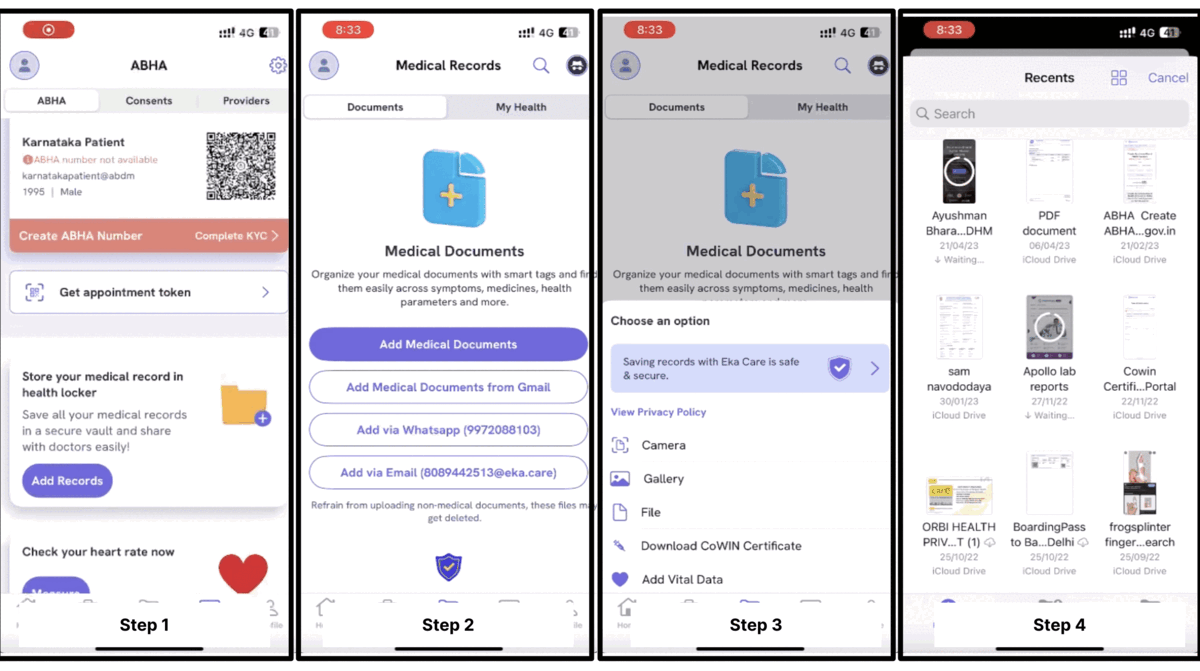 4G 41
ABHA
ABHA Consents Providers
Karnataka Patient
ABHA number not available
karnatakapatient@abdm
1995 | Male
Create ABHA Number Complete KYC
Get appointment token
Store your medical record in
health locker
Save all your medical records
in a secure vault and share
with doctors easily!
Add Records
Check your heart rate now
Measure
Step 1
8:33 4G 41
Medical Records
Documents My Health
Medical Documents
Organize your medical documents with smart tags and find
them easily across symptoms, medicines, health
parameters and more.
Add Medical Documents
Add Medical Documents from Gmail
Add via Whatsapp (9972088103)
Add via Email (8089442513@eka.care)
Refrain from uploading non-medical documents, these files may
get deleted.
Step 2
8:33 4G 41
Medical Records
Documents My Health
Medical Documents
Organize your medical documents with smart tags and find
them easily across symptoms, medicines, health
parameters and more.
Choose an option
Saving records with Eka Care is safe
& secure.
View Privacy Policy
Camera
Gallery
File
Download CoWIN Certificate
Add Vital Data
Step 3
8:33 4G 41
Recents Cancel
Search
Ayushman
Bhara...DHM
21/04/23
↓ Waiting...
PDF
document
06/04/23
iCloud Drive
ABHA Create
ABHA...gov.in
21/02/23
iCloud Drive
sam
navododaya
30/01/23
iCloud Drive
Apollo lab
reports
27/11/22
↓ Waiting...
Cowin
Certifi...Portal
22/11/22
iCloud Drive
ORBI HEALTH
PRIV...T (1)
25/10/22
iCloud Drive
BoardingPass
to Ba...Delhi
25/10/22
iCloud Drive
frogsplinter
finger...earch
25/09/22
iCloud Drive
Step 4